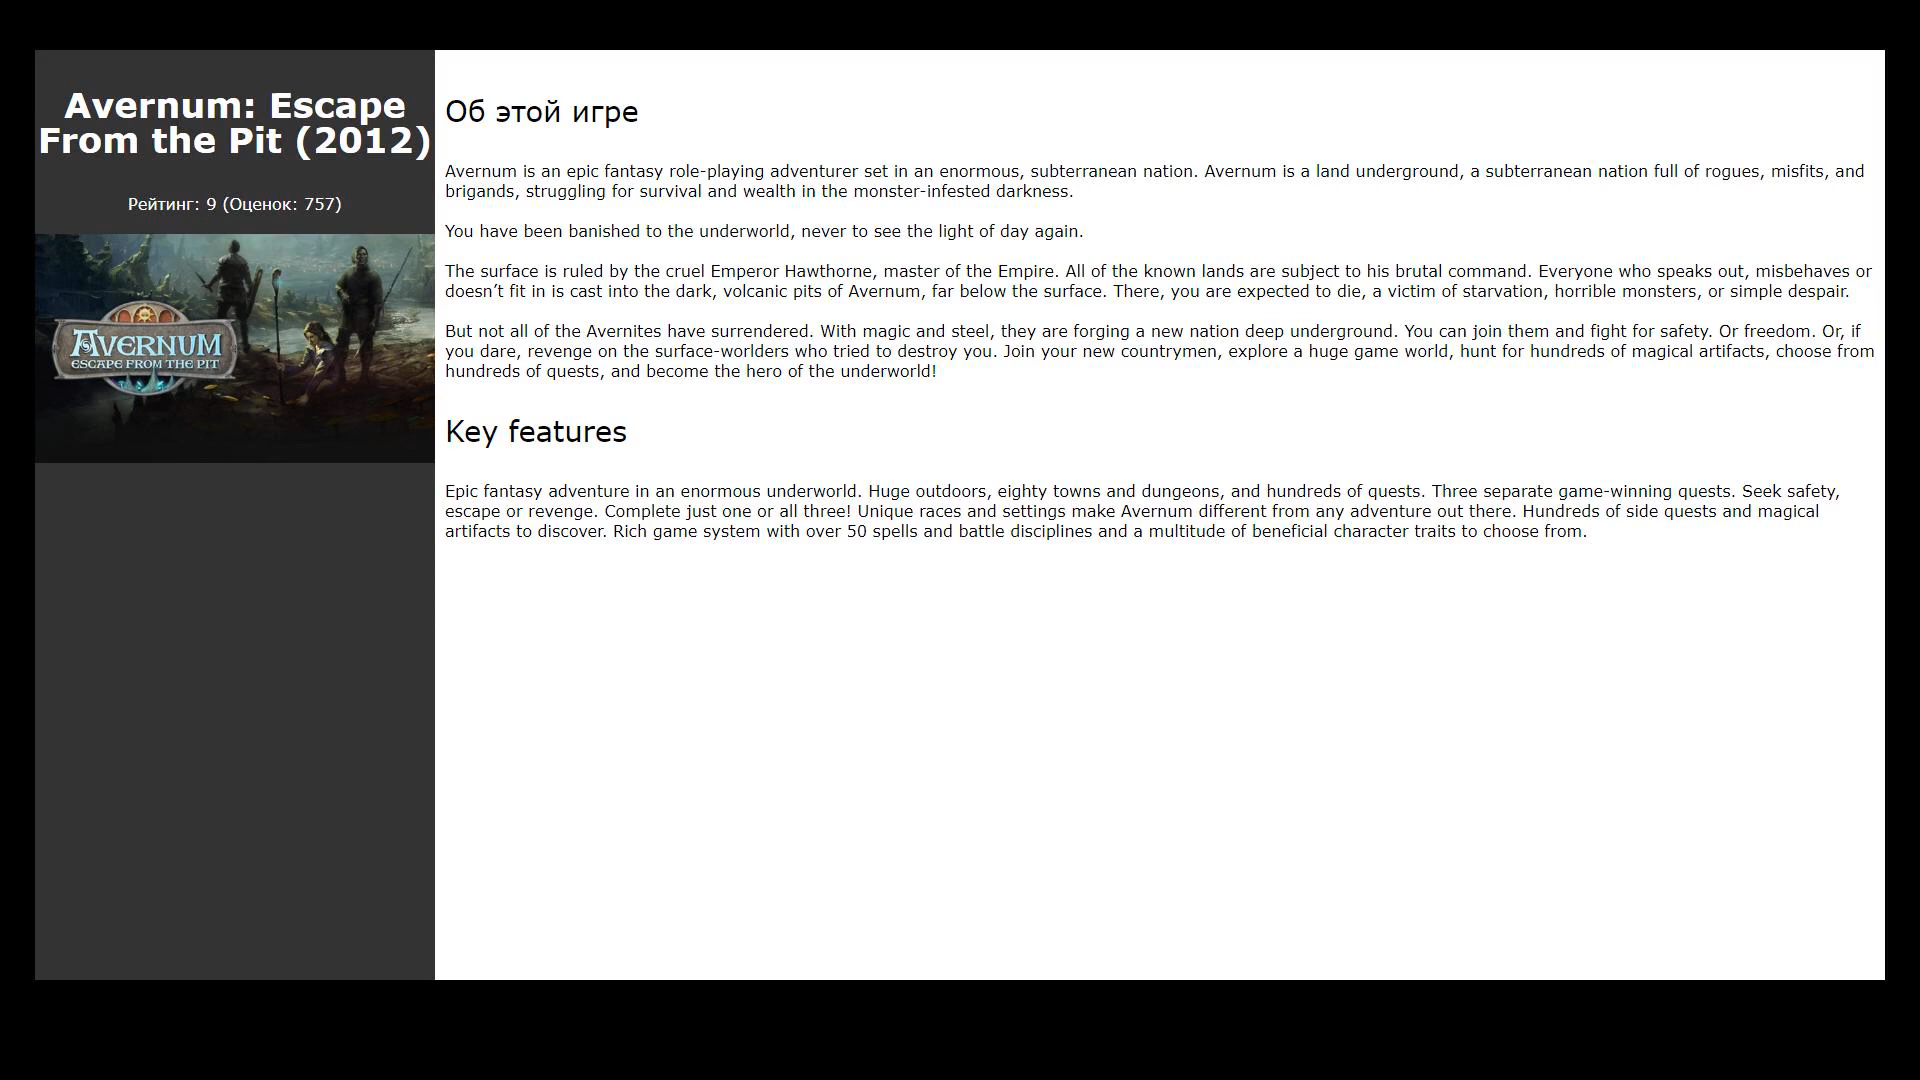 Avernum: Escape
From the Pit (2012)
Рейтинг: 9 (Оценок: 757)
AVERNUM
ESCAPE FROM THE PIT
Об этой игре
Avernum is an epic fantasy role-playing adventurer set in an enormous, subterranean nation. Avernum is a land underground, a subterranean nation full of rogues, misfits, and
brigands, struggling for survival and wealth in the monster-infested darkness.
You have been banished to the underworld, never to see the light of day again.
The surface is ruled by the cruel Emperor Hawthorne, master of the Empire. All of the known lands are subject to his brutal command. Everyone who speaks out, misbehaves or
doesn’t fit in is cast into the dark, volcanic pits of Avernum, far below the surface. There, you are expected to die, a victim of starvation, horrible monsters, or simple despair.
But not all of the Avernites have surrendered. With magic and steel, they are forging a new nation deep underground. You can join them and fight for safety. Or freedom. Or, if
you dare, revenge on the surface-worlders who tried to destroy you. Join your new countrymen, explore a huge game world, hunt for hundreds of magical artifacts, choose from
hundreds of quests, and become the hero of the underworld!
Key features
Epic fantasy adventure in an enormous underworld. Huge outdoors, eighty towns and dungeons, and hundreds of quests. Three separate game-winning quests. Seek safety,
escape or revenge. Complete just one or all three! Unique races and settings make Avernum different from any adventure out there. Hundreds of side quests and magical
artifacts to discover. Rich game system with over 50 spells and battle disciplines and a multitude of beneficial character traits to choose from.